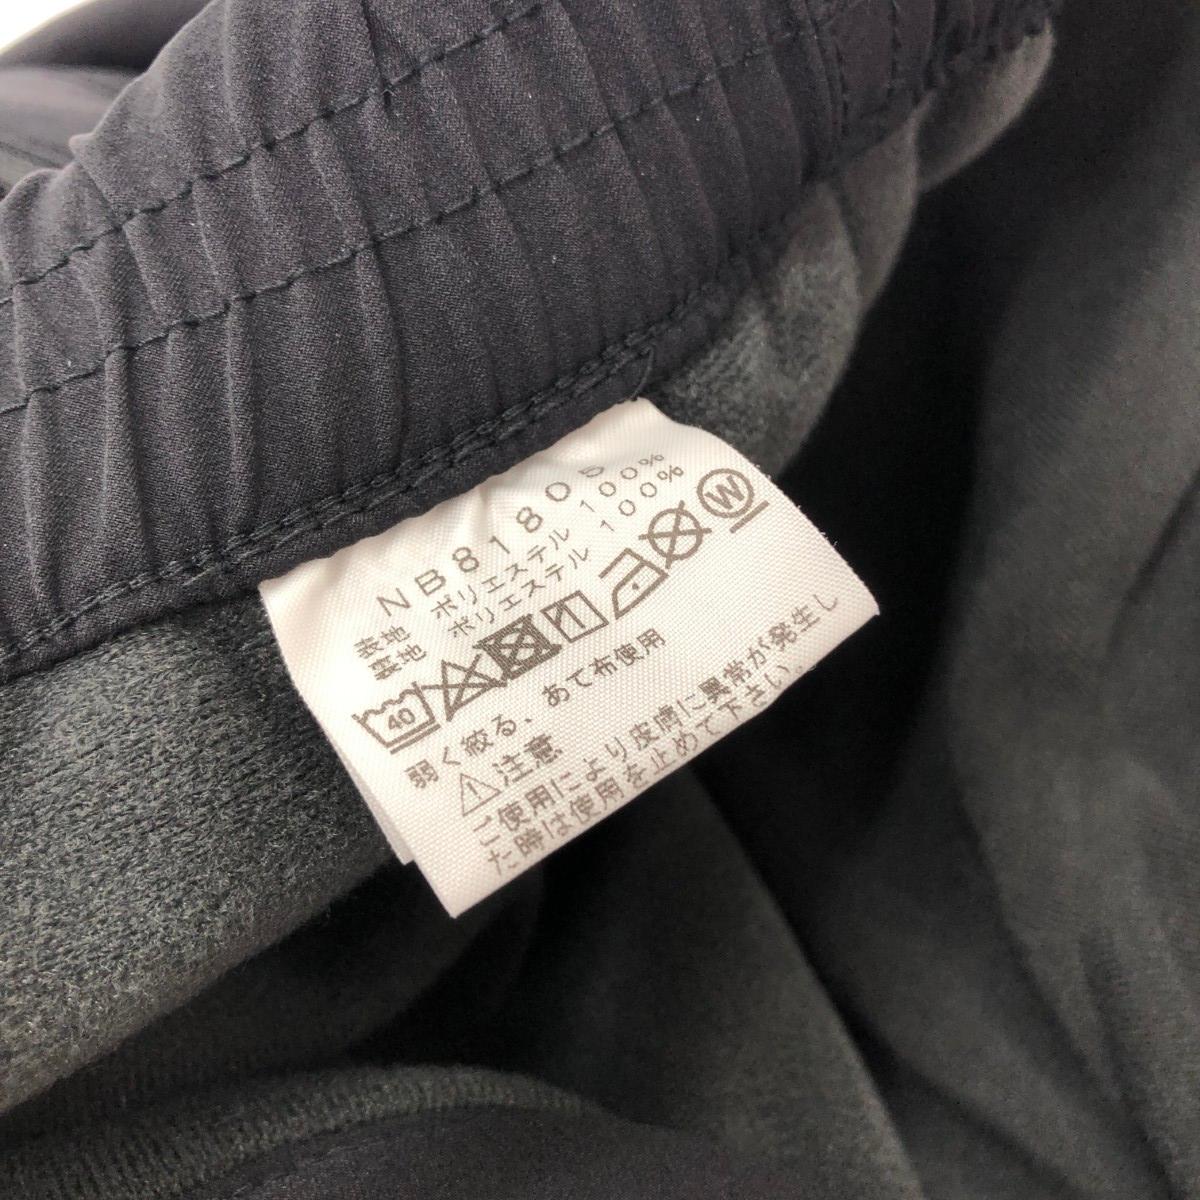 NB81805
表地 ポリエステル 100%
裏地 ポリエステル 100%
40 W
弱く絞る、あて布使用
注意
ご使用により皮膚に異常が発生し
た時は使用を止めて下さい。